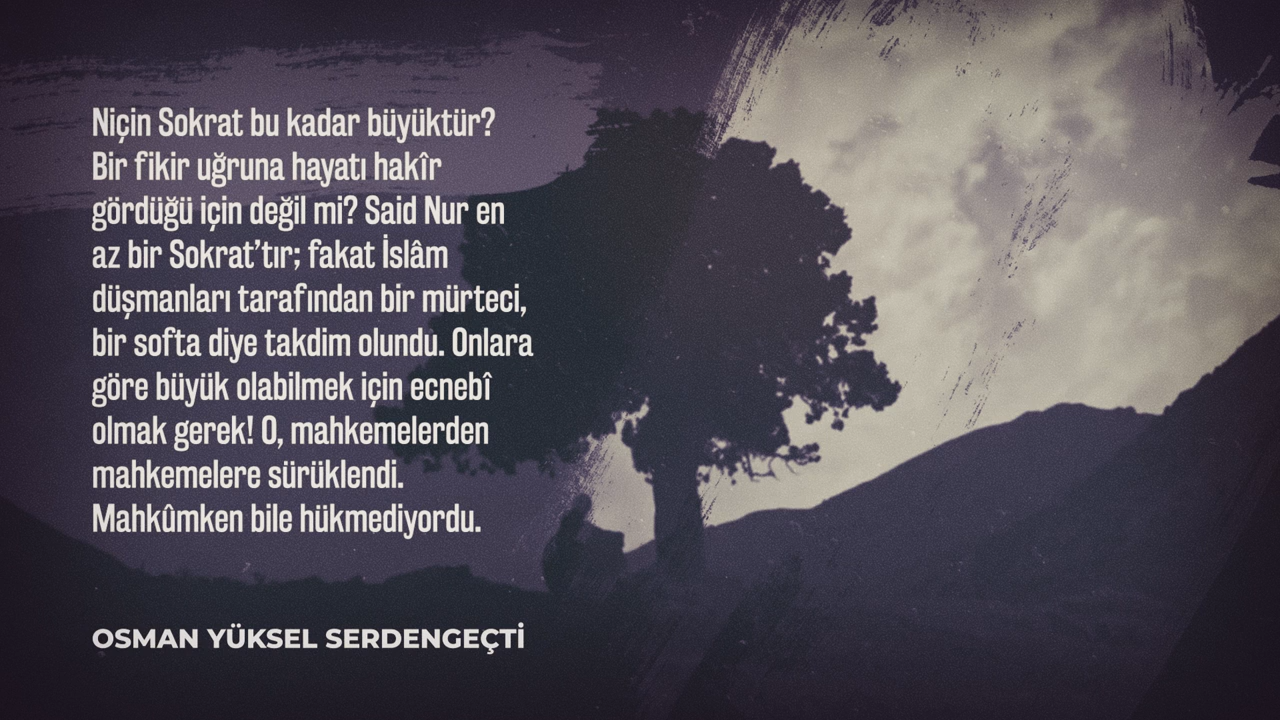 Niçin Sokrat bu kadar büyüktür?
Bir fikir uğruna hayatı hakîr
gördüğü için değil mi? Said Nur en
az bir Sokrat’tır; fakat İslâm
düşmanları tarafından bir mürteci,
bir softa diye takdim olundu. Onlara
göre büyük olabilmek için ecnebî
olmak gerek! O, mahkemelerden
mahkemelere sürüklendi.
Mahkûmken bile hükmediyordu.
OSMAN YÜKSEL SERDENGEÇTİ